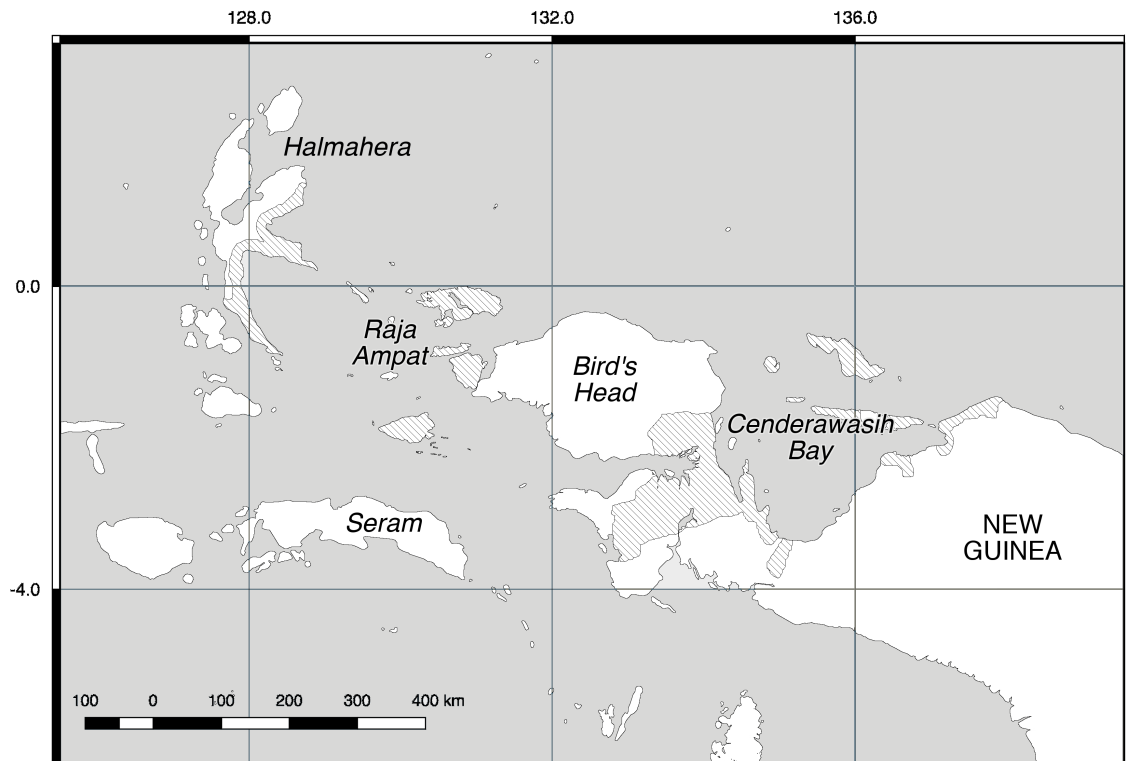 128.0 132.0 136.0
Halmahera
0.0
Raja
Ampat
Bird's
Head
Cenderawasih
Bay
Seram
NEW
GUINEA
-4.0
100 0 100 200 300 400 km